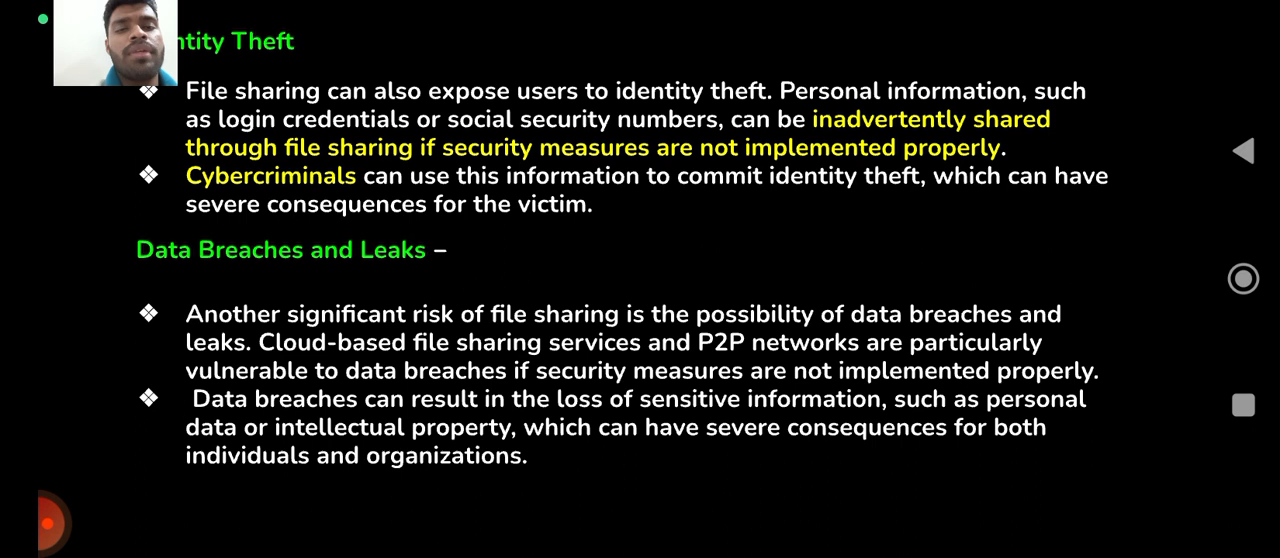 ntity Theft
❖ File sharing can also expose users to identity theft. Personal information, such
as login credentials or social security numbers, can be inadvertently shared
through file sharing if security measures are not implemented properly.
❖ Cybercriminals can use this information to commit identity theft, which can have
severe consequences for the victim.
Data Breaches and Leaks –
❖ Another significant risk of file sharing is the possibility of data breaches and
leaks. Cloud-based file sharing services and P2P networks are particularly
vulnerable to data breaches if security measures are not implemented properly.
❖ Data breaches can result in the loss of sensitive information, such as personal
data or intellectual property, which can have severe consequences for both
individuals and organizations.